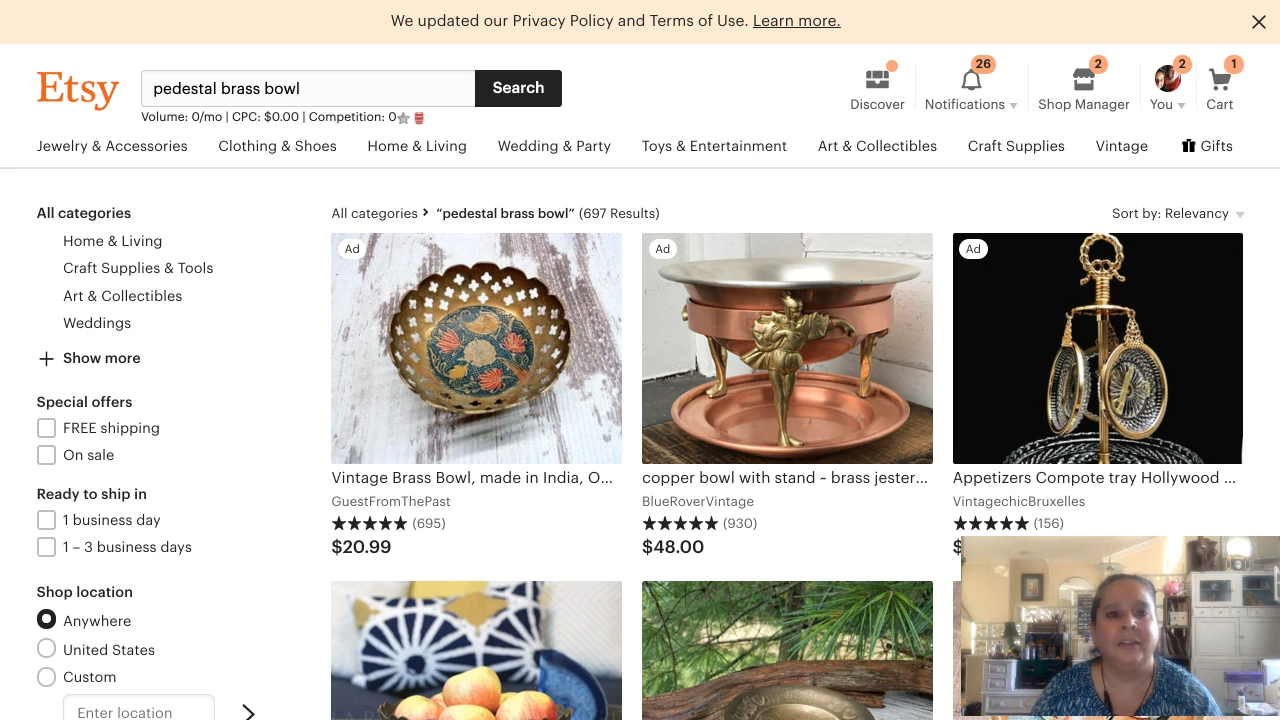 We updated our Privacy Policy and Terms of Use. Learn more.
Etsy
pedestal brass bowl
Search
Volume: 0/mo | CPC: $0.00 | Competition: 0
Discover
26
Notifications
2
Shop Manager
2
You
1
Cart
Jewelry & Accessories
Clothing & Shoes
Home & Living
Wedding & Party
Toys & Entertainment
Art & Collectibles
Craft Supplies
Vintage
Gifts
All categories
Home & Living
Craft Supplies & Tools
Art & Collectibles
Weddings
Show more
Special offers
FREE shipping
On sale
Ready to ship in
1 business day
1 – 3 business days
Shop location
Anywhere
United States
Custom
Enter location
All categories > “pedestal brass bowl” (697 Results)
Sort by: Relevancy
Ad
Vintage Brass Bowl, made in India, O...
GuestFromThePast
(695)
$20.99
Ad
copper bowl with stand ~ brass jester...
BlueRoverVintage
(930)
$48.00
Ad
Appetizers Compote tray Hollywood ...
VintagechicBruxelles
(156)
$